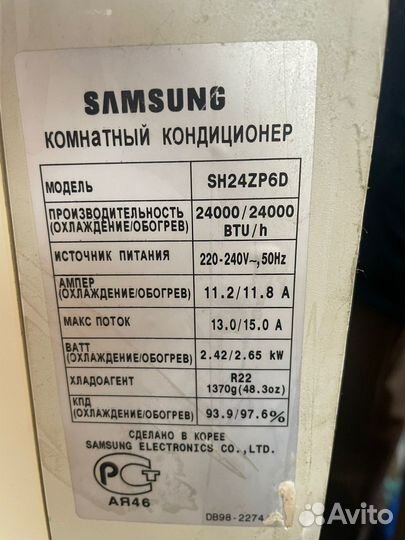 SAMSUNG
КОМНАТНЫЙ КОНДИЦИОНЕР
МОДЕЛЬ SH24ZP6D
ПРОИЗВОДИТЕЛЬНОСТЬ 24000/24000
(ОХЛАЖДЕНИЕ/ОБОГРЕВ) BTU/h
ИСТОЧНИК ПИТАНИЯ 220-240V~,50Hz
АМПЕР
(ОХЛАЖДЕНИЕ/ОБОГРЕВ) 11.2/11.8 A
МАКС ПОТОК 13.0/15.0 A
ВАТТ
(ОХЛАЖДЕНИЕ/ОБОГРЕВ) 2.42/2.65 kW
ХЛАДОАГЕНТ R22
1370g(48.3oz)
КПД
(ОХЛАЖДЕНИЕ/ОБОГРЕВ) 93.9/97.6%
СДЕЛАНО В КОРЕЕ
SAMSUNG ELECTRONICS CO.,LTD.
РСТ
АЯ46
DB98-2274
Avito